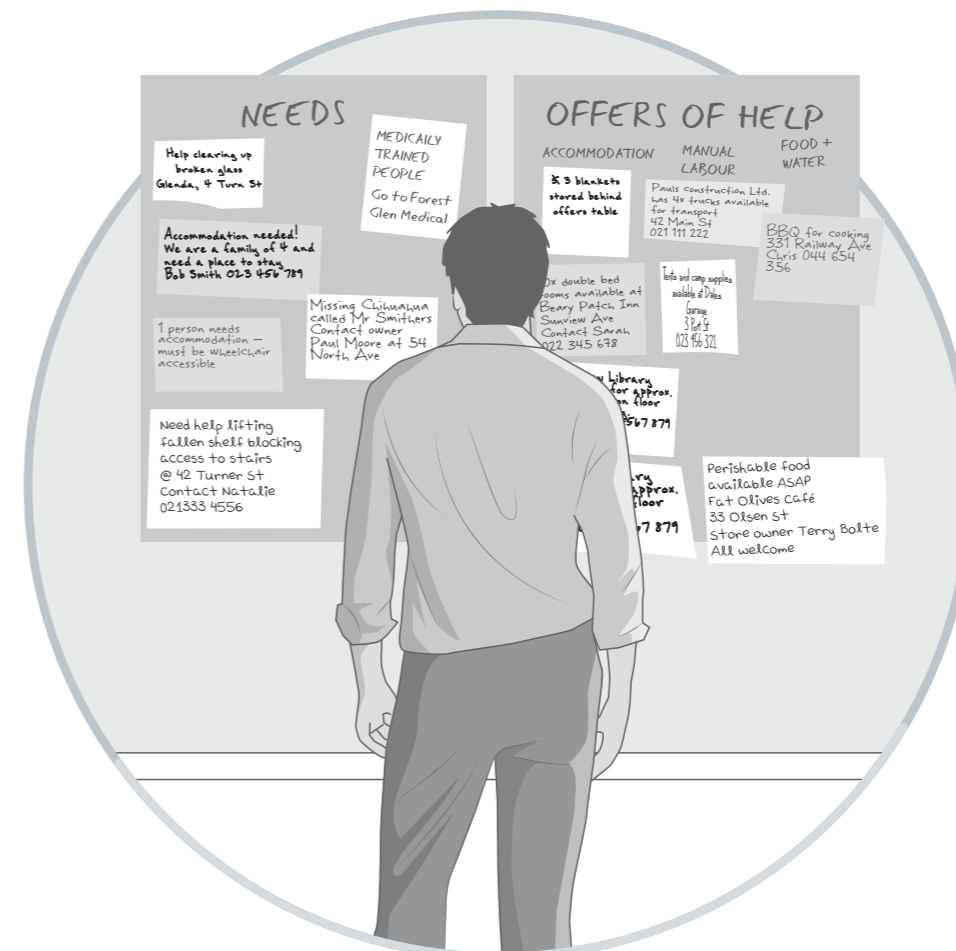 NEEDS
Help clearing up
broken glass
Glenda, 4 Turn St
MEDICALLY
TRAINED
PEOPLE
Go to Forest
Glen Medical
Accommodation needed!
We are a family of 4 and
need a place to stay
Bob Smith 023 456 789
1 person needs
accommodation –
must be wheelchair
accessible
Missing Chihuahua
called Mr Smithers
Contact owner
Paul Moore at 54
North Ave
Need help lifting
fallen shelf blocking
access to stairs
@ 42 Turner St
Contact Natalie
021333 4556
OFFERS OF HELP
ACCOMMODATION
3 blankets
stored behind
offers table
double bed
available at
Beary Patch Inn
Sunview Ave
Contact Sarah
022 345 678
Library
for approx.
floor
567 879
approx.
floor
7 879
MANUAL
LABOUR
Pauls construction Ltd.
has 4x trucks available
for transport
42 Main St
021 111 222
Tents and camp supplies
available at Dales
Garage
3 Port St
023 456 321
FOOD +
WATER
BBQ for cooking
331 Railway Ave
Chris 044 654
356
Perishable food
available ASAP
Fat Olives Café
33 Olsen St
Store owner Terry Bolte
All welcome